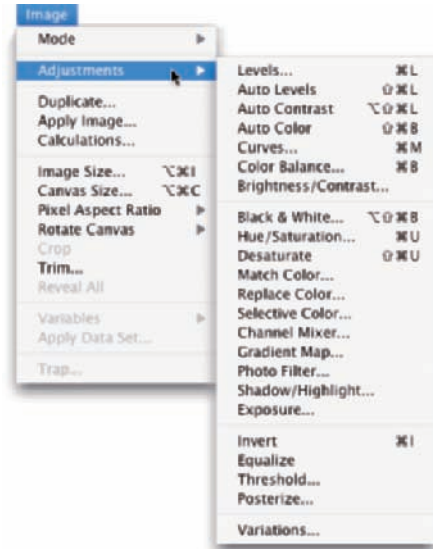 Image
Mode
Adjustments
Duplicate...
Apply Image...
Calculations...
Image Size... ⌥⌘I
Canvas Size... ⌥⌘C
Pixel Aspect Ratio
Rotate Canvas
Crop
Trim...
Reveal All
Variables
Apply Data Set...
Trap...
Levels... ⌘L
Auto Levels ⇧⌘L
Auto Contrast ⌥⇧⌘L
Auto Color ⇧⌘B
Curves... ⌘M
Color Balance... ⌘B
Brightness/Contrast...
Black & White... ⌥⇧⌘B
Hue/Saturation... ⌘U
Desaturate ⇧⌘U
Match Color...
Replace Color...
Selective Color...
Channel Mixer...
Gradient Map...
Photo Filter...
Shadow/Highlight...
Exposure...
Invert ⌘I
Equalize
Threshold...
Posterize...
Variations...